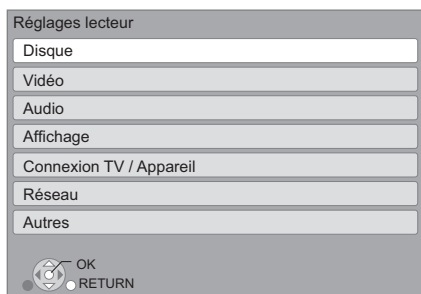 Réglages lecteur
Disque
Vidéo
Audio
Affichage
Connexion TV / Appareil
Réseau
Autres
OK
RETURN